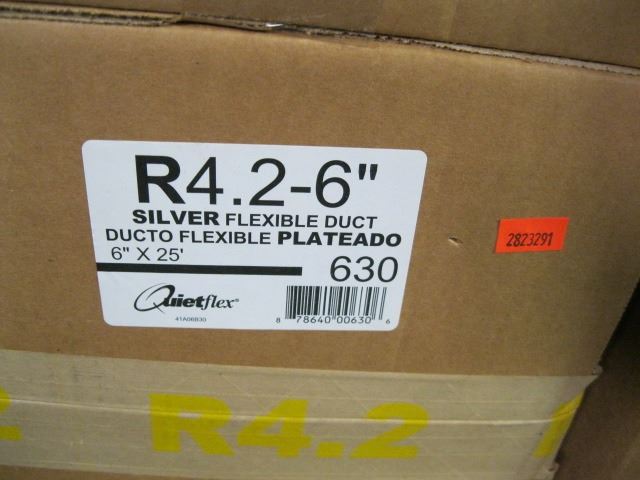 R4.2-6"
SILVER FLEXIBLE DUCT
DUCTO FLEXIBLE PLATEADO
6" X 25'
630
Quietflex®
41A06B30
8 78640 00630 6
2823291
R4.2